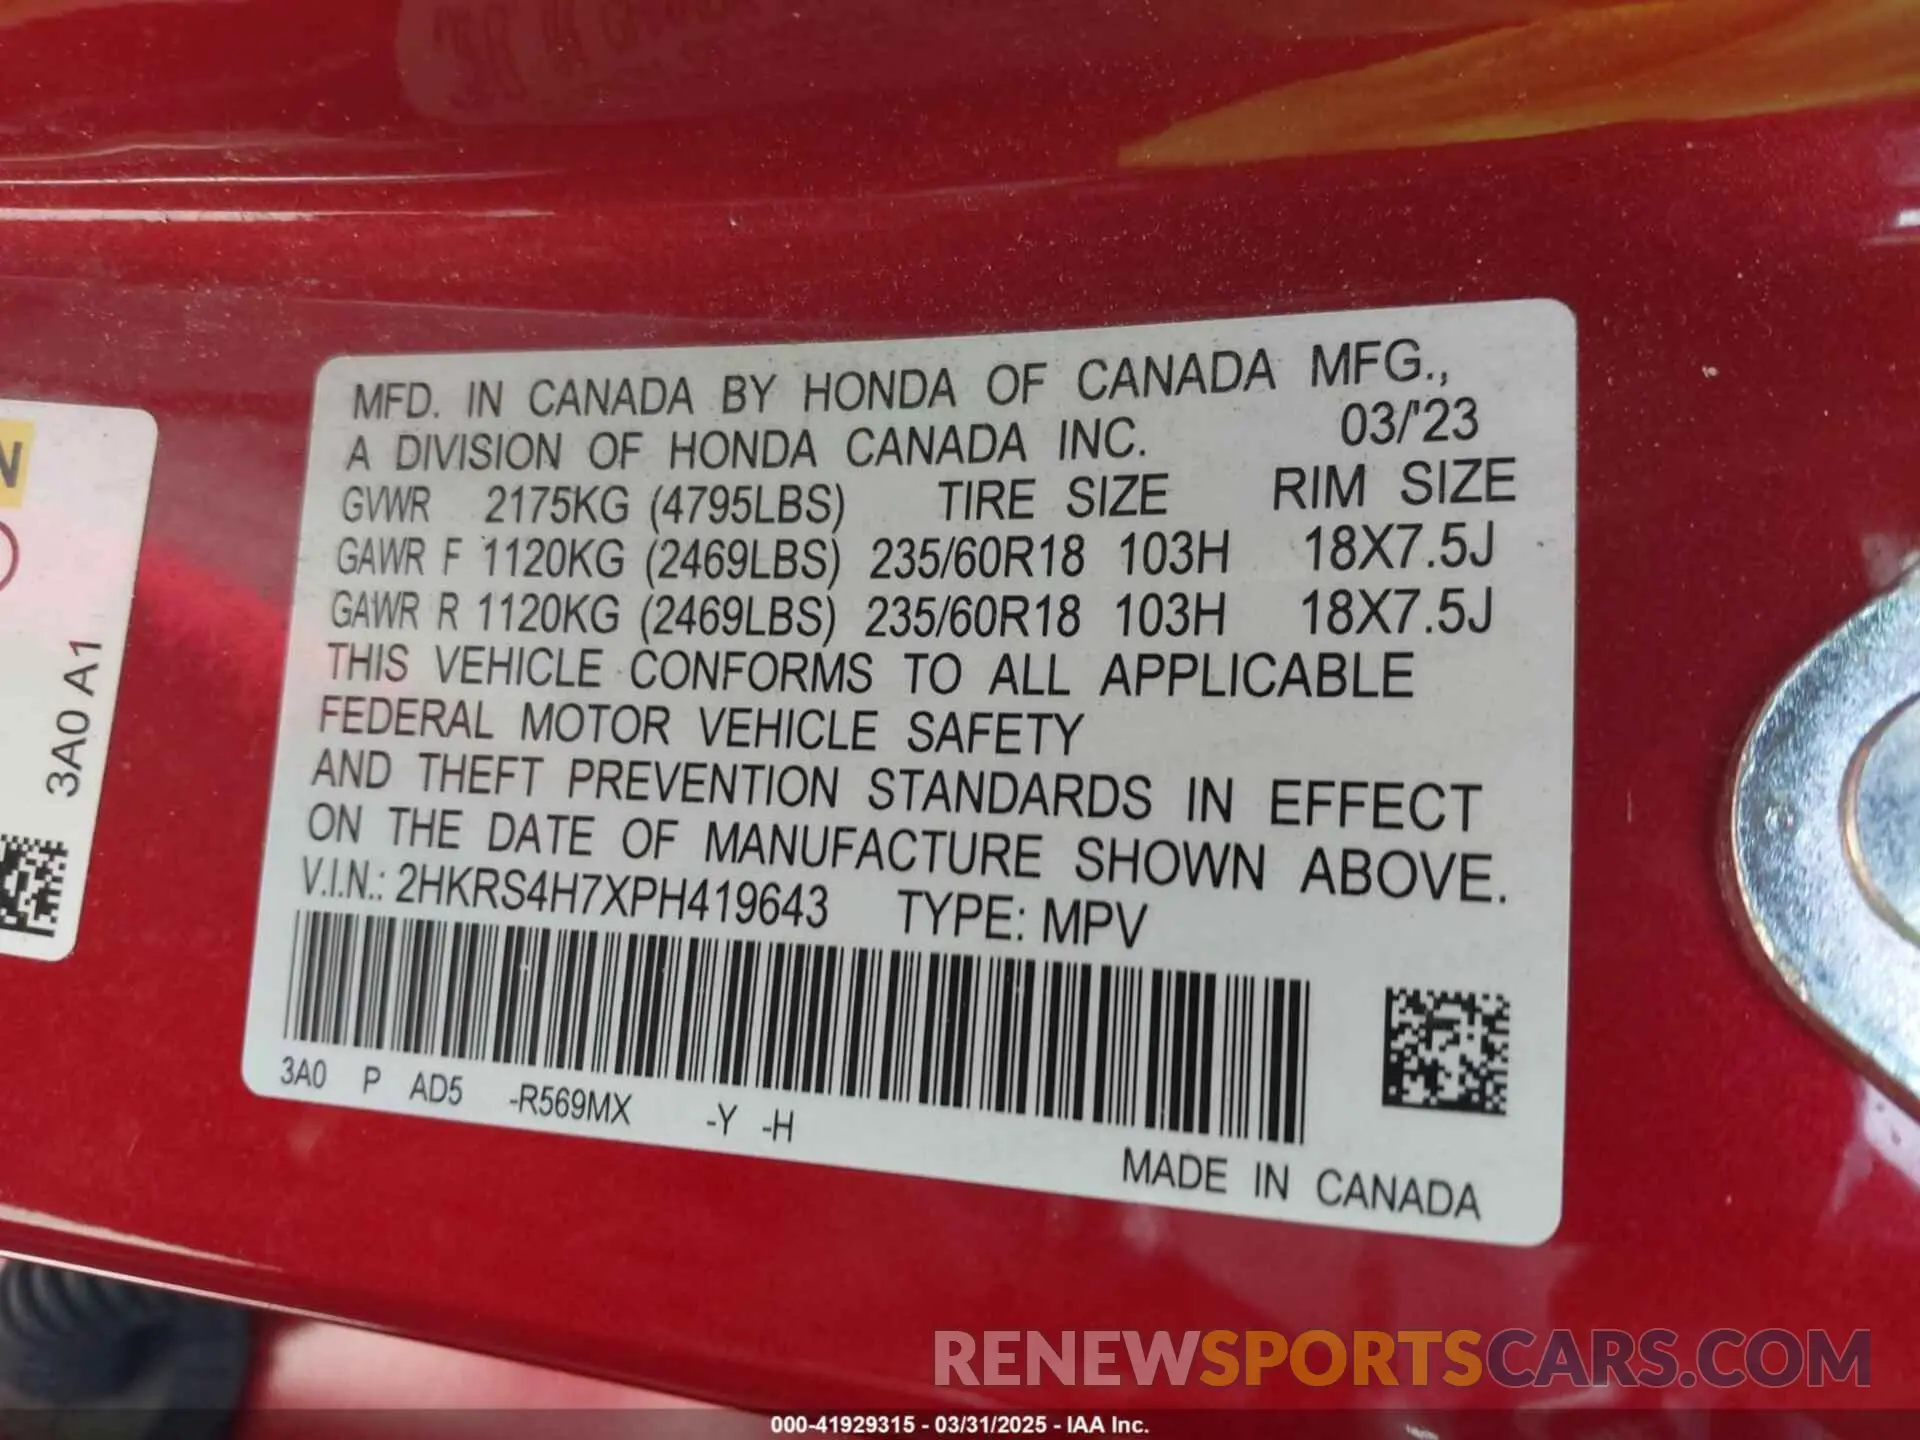 MFD. IN CANADA BY HONDA OF CANADA MFG.,
A DIVISION OF HONDA CANADA INC. 03/'23
GVWR 2175KG (4795LBS) TIRE SIZE RIM SIZE
GAWR F 1120KG (2469LBS) 235/60R18 103H 18X7.5J
GAWR R 1120KG (2469LBS) 235/60R18 103H 18X7.5J
THIS VEHICLE CONFORMS TO ALL APPLICABLE
FEDERAL MOTOR VEHICLE SAFETY
AND THEFT PREVENTION STANDARDS IN EFFECT
ON THE DATE OF MANUFACTURE SHOWN ABOVE.
V.I.N.: 2HKRS4H7XPH419643 TYPE: MPV
3A0 P AD5 -R569MX -Y -H
MADE IN CANADA
N
3A0 A1
RENEWSPORTSCARS.COM
000-41929315 - 03/31/2025 - IAA Inc.